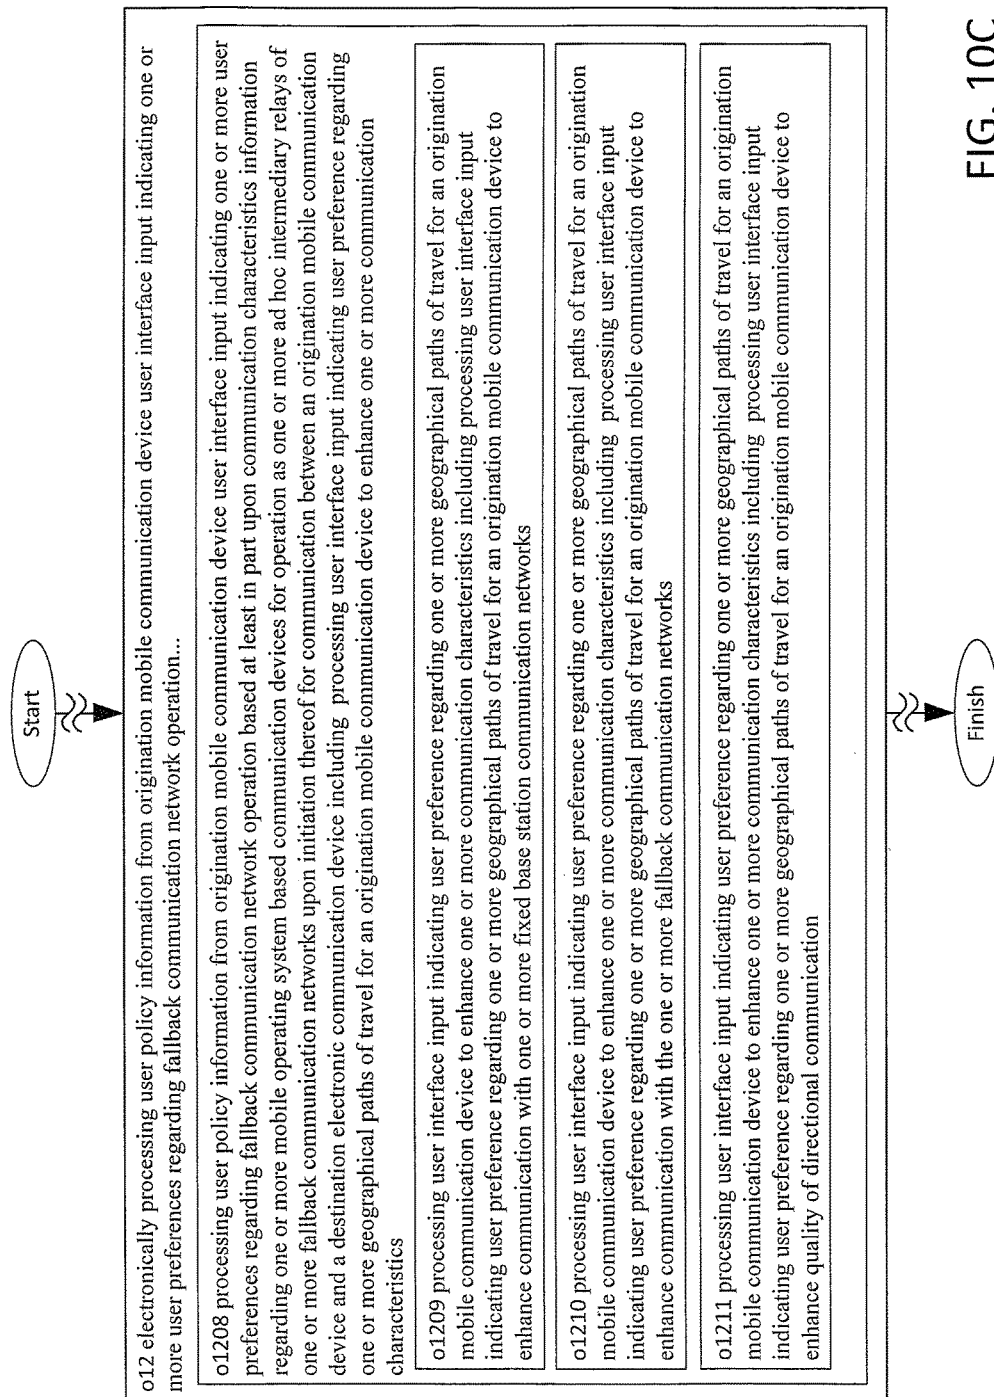 Start
o12 electronically processing user policy information from origination mobile communication device user interface input indicating one or
more user preferences regarding fallback communication network operation...
o1208 processing user policy information from origination mobile communication device user interface input indicating one or more user
preferences regarding fallback communication network operation based at least in part upon communication characteristics information
regarding one or more mobile operating system based communication devices for operation as one or more ad hoc intermediary relays of
one or more fallback communication networks upon initiation thereof for communication between an origination mobile communication
device and a destination electronic communication device including processing user interface input indicating user preference regarding
one or more geographical paths of travel for an origination mobile communication device to enhance one or more communication
characteristics
o1209 processing user interface input indicating user preference regarding one or more geographical paths of travel for an origination
mobile communication device to enhance one or more communication characteristics including processing user interface input
indicating user preference regarding one or more geographical paths of travel for an origination mobile communication device to
enhance communication with one or more fixed base station communication networks
o1210 processing user interface input indicating user preference regarding one or more geographical paths of travel for an origination
mobile communication device to enhance one or more communication characteristics including processing user interface input
indicating user preference regarding one or more geographical paths of travel for an origination mobile communication device to
enhance communication with the one or more fallback communication networks
o1211 processing user interface input indicating user preference regarding one or more geographical paths of travel for an origination
mobile communication device to enhance one or more communication characteristics including processing user interface input
indicating user preference regarding one or more geographical paths of travel for an origination mobile communication device to
enhance quality of directional communication
Finish
FIG. 10C